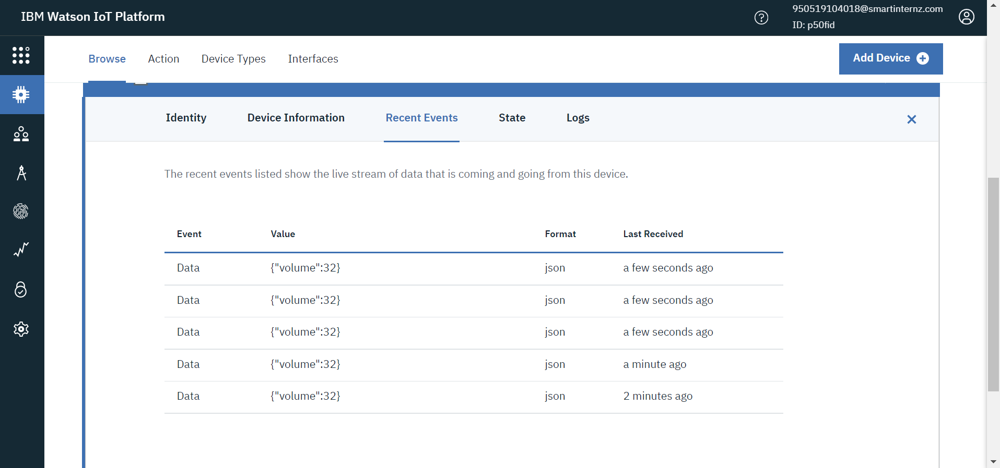 IBM Watson IoT Platform
950519104018@smartinternz.com
ID: p50fid
Browse Action Device Types Interfaces
Add Device
Identity Device Information Recent Events State Logs
The recent events listed show the live stream of data that is coming and going from this device.
Event Value Format Last Received
Data {"volume":32} json a few seconds ago
Data {"volume":32} json a few seconds ago
Data {"volume":32} json a few seconds ago
Data {"volume":32} json a minute ago
Data {"volume":32} json 2 minutes ago